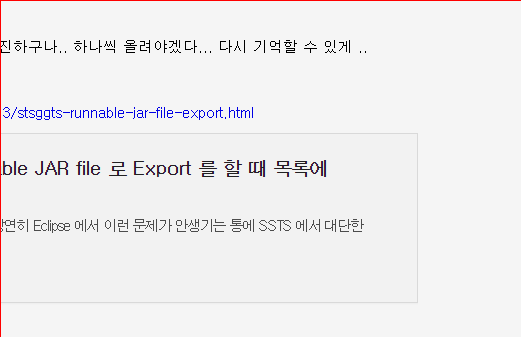 진하구나.. 하나씩 올려야겠다... 다시 기억할 수 있게 ..
3/stsggts-runnable-jar-file-export.html
able JAR file 로 Export 를 할 때 목록에
당연히 Eclipse 에서 이런 문제가 안생기는 통에 SSTS 에서 대단한